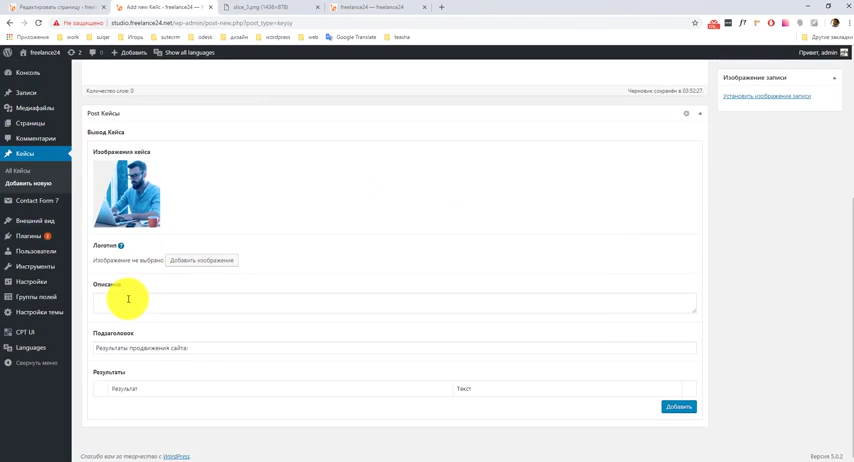 Редактировать страницу ‹ fre
Add new Кейс ‹ freelance24 — W
slice_3.png (1436×878)
freelance24 — freelance24
Не защищено
studio.freelance24.net/wp-admin/post-new.php?post_type=keysy
Приложения
work
sugar
Игорь
sutecrm
odesk
дизайн
wordpress
web
Google Translate
teasha
Другие закладки
freelance24
2
0
Добавить
Show all languages
Привет, admin
Консоль
Записи
Медиафайлы
Страницы
Комментарии
Кейсы
All Кейсы
Добавить новую
Contact Form 7
Внешний вид
Плагины 2
Пользователи
Инструменты
Настройки
Группы полей
Настройки темы
CPT UI
Languages
Свернуть меню
Количество слов: 0
Черновик сохранён в 03:52:27.
Post Кейсы
Вывод Кейса
Изображения кейса
Логотип ?
Изображение не выбрано
Добавить изображение
Описание
Подзаголовок
Результаты продвижения сайта:
Результаты
Результат
Текст
Добавить
Изображение записи
Установить изображение записи
Спасибо вам за творчество с WordPress.
Версия 5.0.2